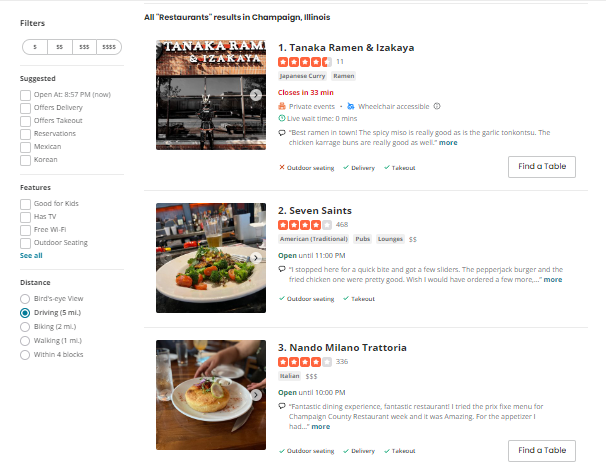 All "Restaurants" results in Champaign, Illinois
Filters
$ $$ $$$ $$$$
Suggested
Open At: 8:57 PM (now)
Offers Delivery
Offers Takeout
Reservations
Mexican
Korean
Features
Good for Kids
Has TV
Free Wi-Fi
Outdoor Seating
See all
Distance
Bird's-eye View
Driving (5 mi.)
Biking (2 mi.)
Walking (1 mi.)
Within 4 blocks
TANAKA RAM
& IZAKAYA
1. Tanaka Ramen & Izakaya
11
Japanese Curry Ramen
Closes in 33 min
Private events • Wheelchair accessible
Live wait time: 0 mins
"Best ramen in town! The spicy miso is really good as is the garlic tonkontsu. The
chicken karrage buns are really good as well." more
Outdoor seating Delivery Takeout
Find a Table
2. Seven Saints
468
American (Traditional) Pubs Lounges $$
Open until 11:00 PM
"I stopped here for a quick bite and got a few sliders. The pepperjack burger and the
fried chicken one were pretty good. Wish I would have ordered a few more,..." more
Outdoor seating Takeout
3. Nando Milano Trattoria
336
Italian $$$
Open until 10:00 PM
"Fantastic dining experience, fantastic restaurant! I tried the prix fixe menu for
Champaign County Restaurant week and it was Amazing. For the appetizer I
had..." more
Outdoor seating Delivery Takeout
Find a Table